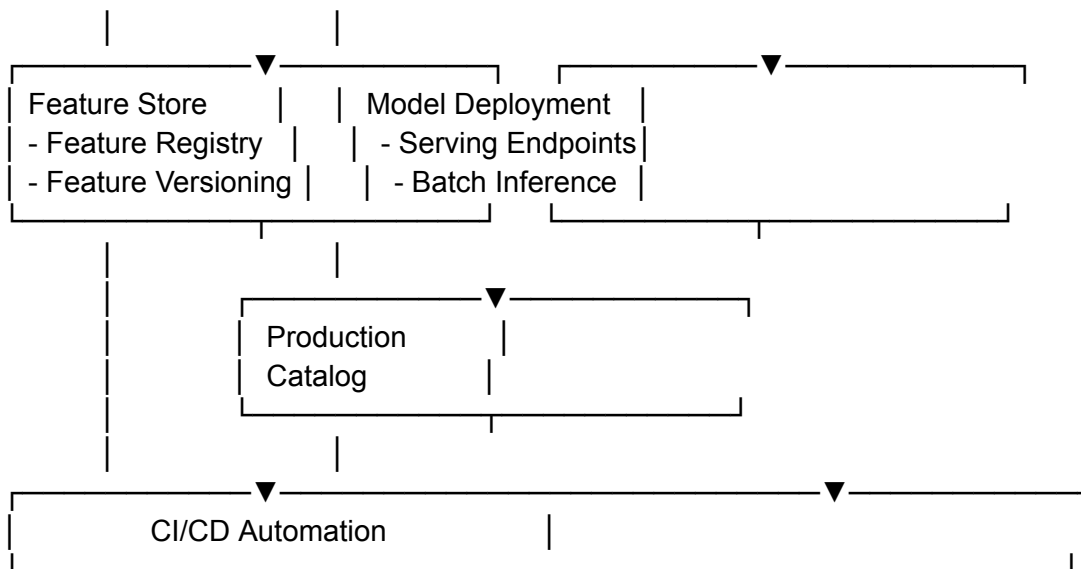 Feature Store
- Feature Registry
- Feature Versioning
Model Deployment
- Serving Endpoints
- Batch Inference
Production
Catalog
CI/CD Automation